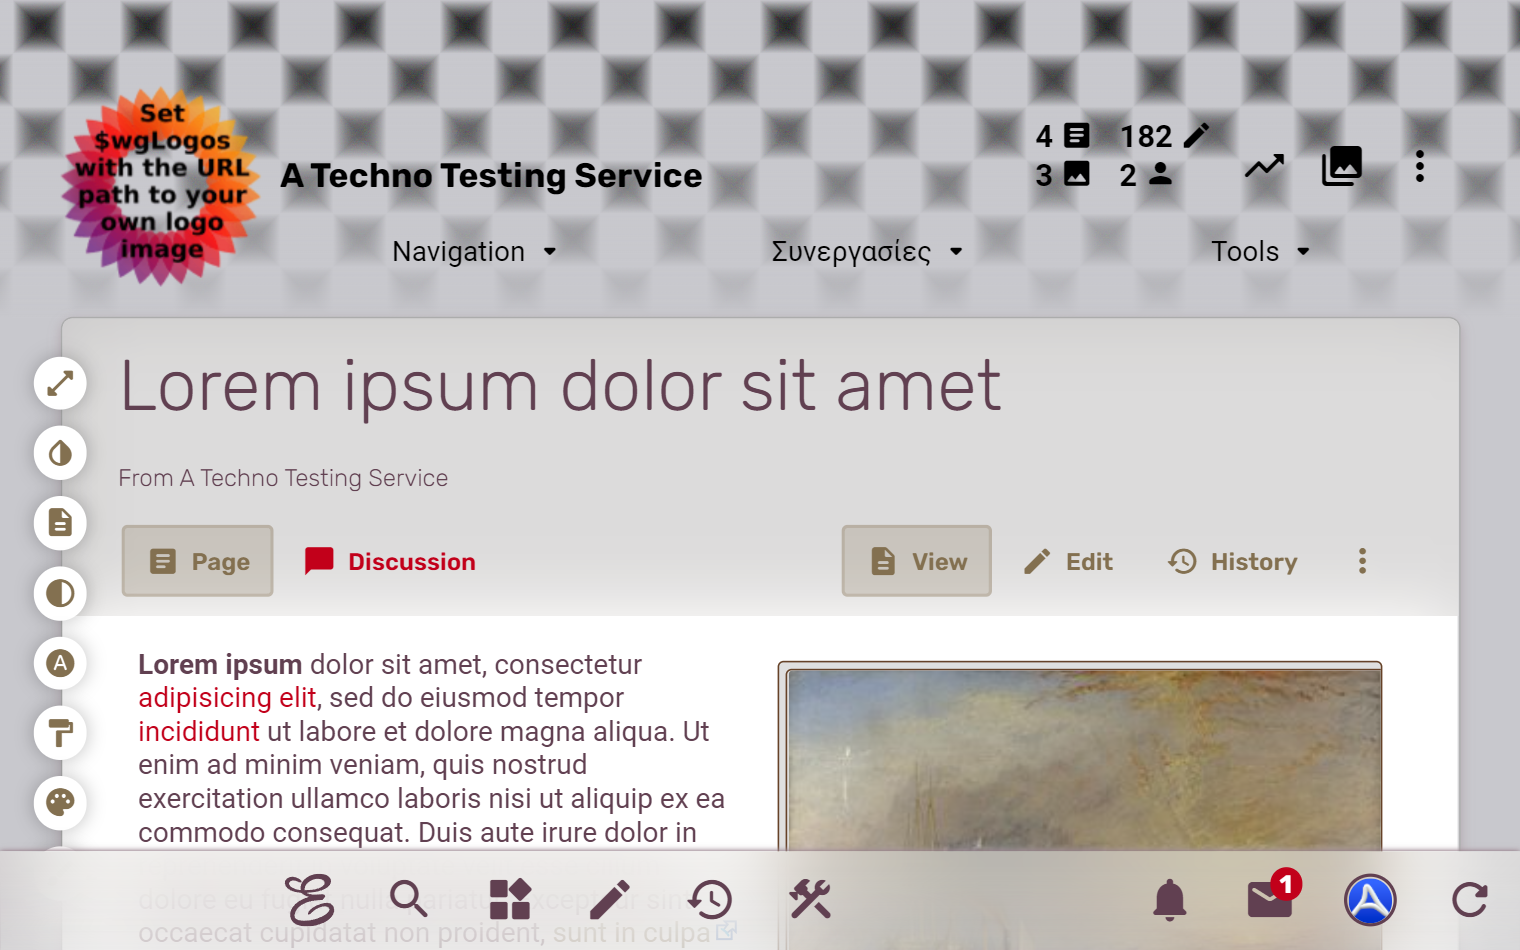 Set
$wgLogos
with the URL
path to your
own logo
image
A Techno Testing Service
4 182
3 2
Navigation Συνεργασίες Tools
Lorem ipsum dolor sit amet
From A Techno Testing Service
Page Discussion View Edit History
A
Lorem ipsum dolor sit amet, consectetur
adipisicing elit, sed do eiusmod tempor
incididunt ut labore et dolore magna aliqua. Ut
enim ad minim veniam, quis nostrud
exercitation ullamco laboris nisi ut aliquip ex ea
commodo consequat. Duis aute irure dolor in
dolore eu fugiat nulla pariatur. Excepteur sint
occaecat cupidatat non proident, sunt in culpa
1